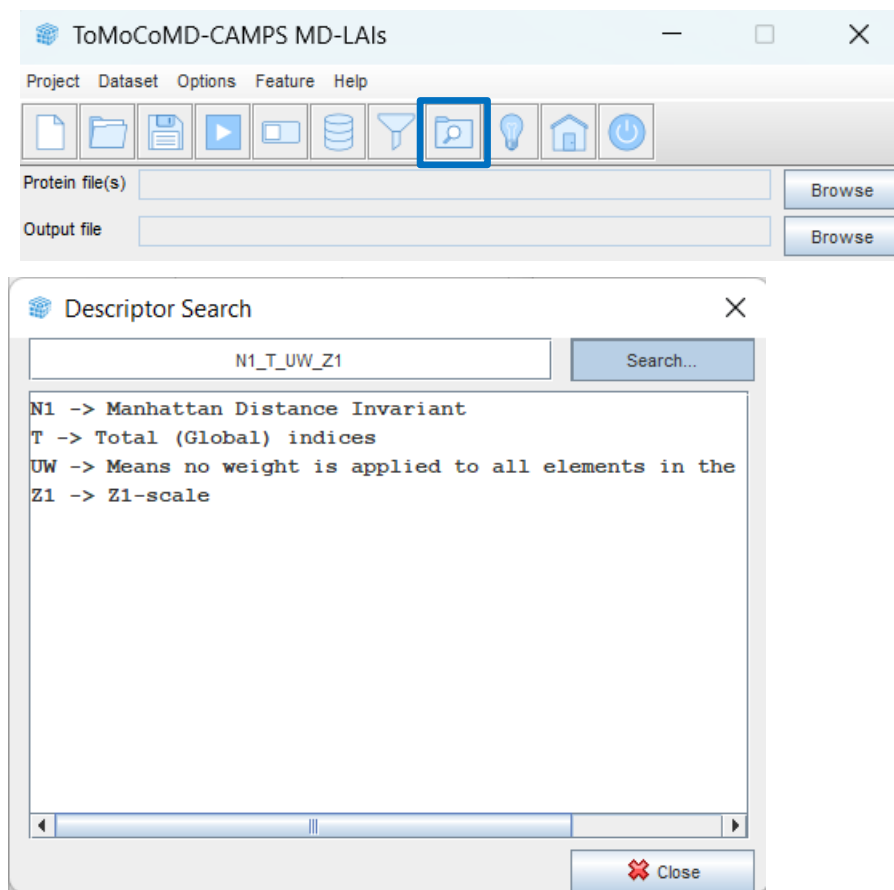 ToMoCoMD-CAMPS MD-LAIs
Project Dataset Options Feature Help
Protein file(s) Browse
Output file Browse
Descriptor Search
N1_T_UW_Z1 Search...
N1 -> Manhattan Distance Invariant
T -> Total (Global) indices
UW -> Means no weight is applied to all elements in the
Z1 -> Z1-scale
Close